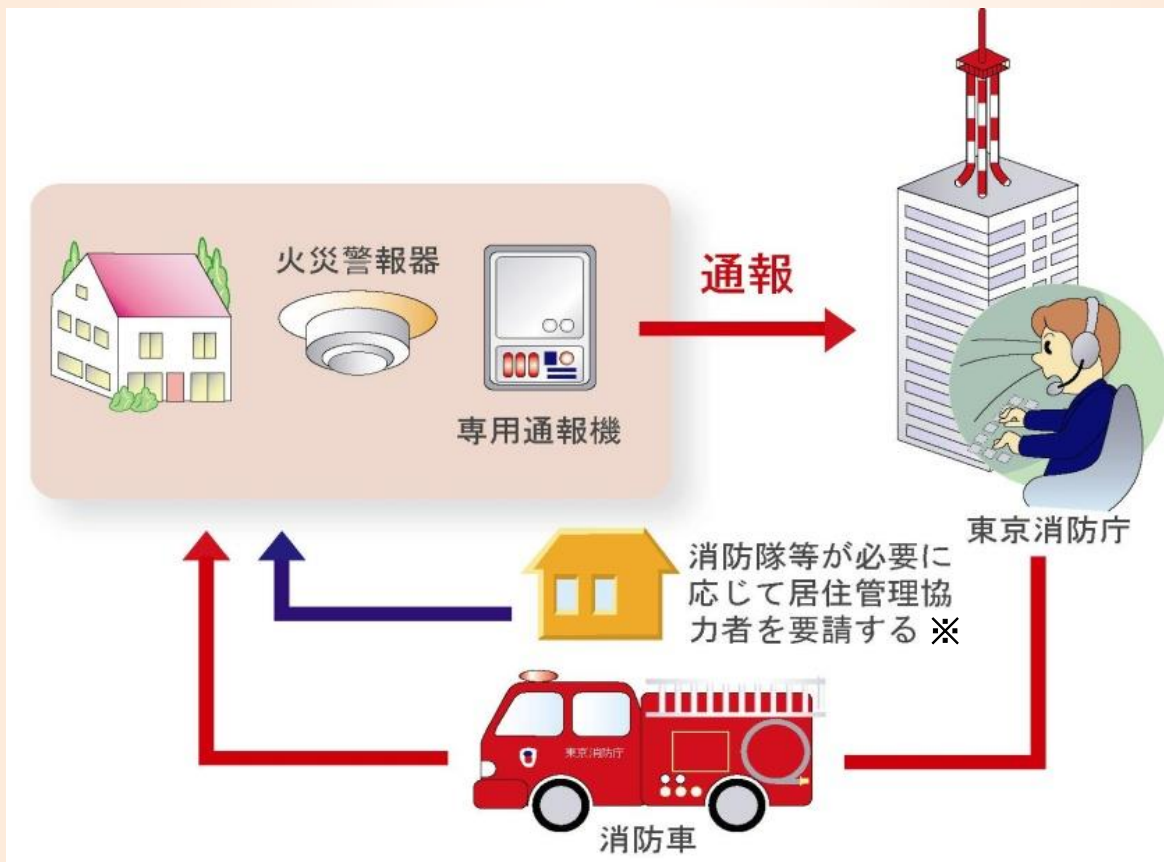 火災警報器
専用通報機
通報
東京消防庁
消防隊等が必要に
応じて居住管理協
力者を要請する ※
東京消防庁
消防車